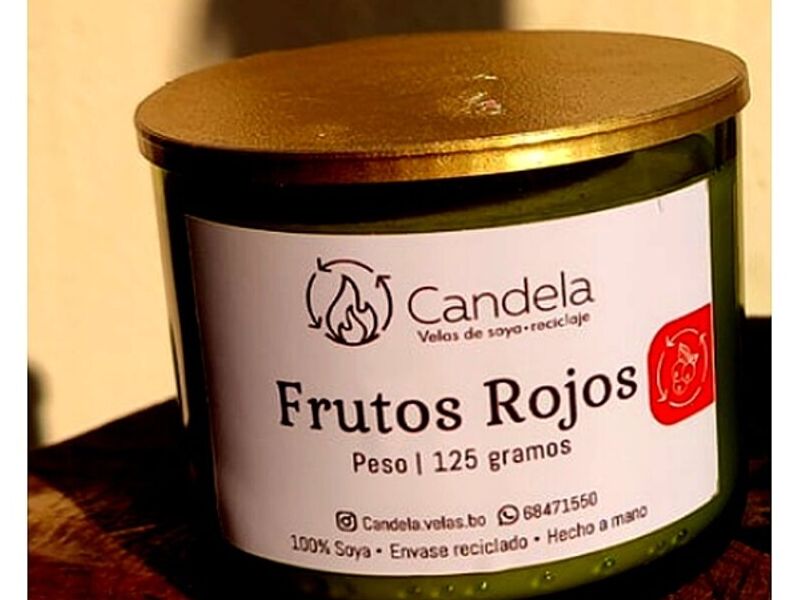 Candela
Velas de soya•reciclaje
Frutos Rojos
Peso | 125 gramos
Candela.velas.bo 68471550
100% Soya • Envase reciclado • Hecho a mano